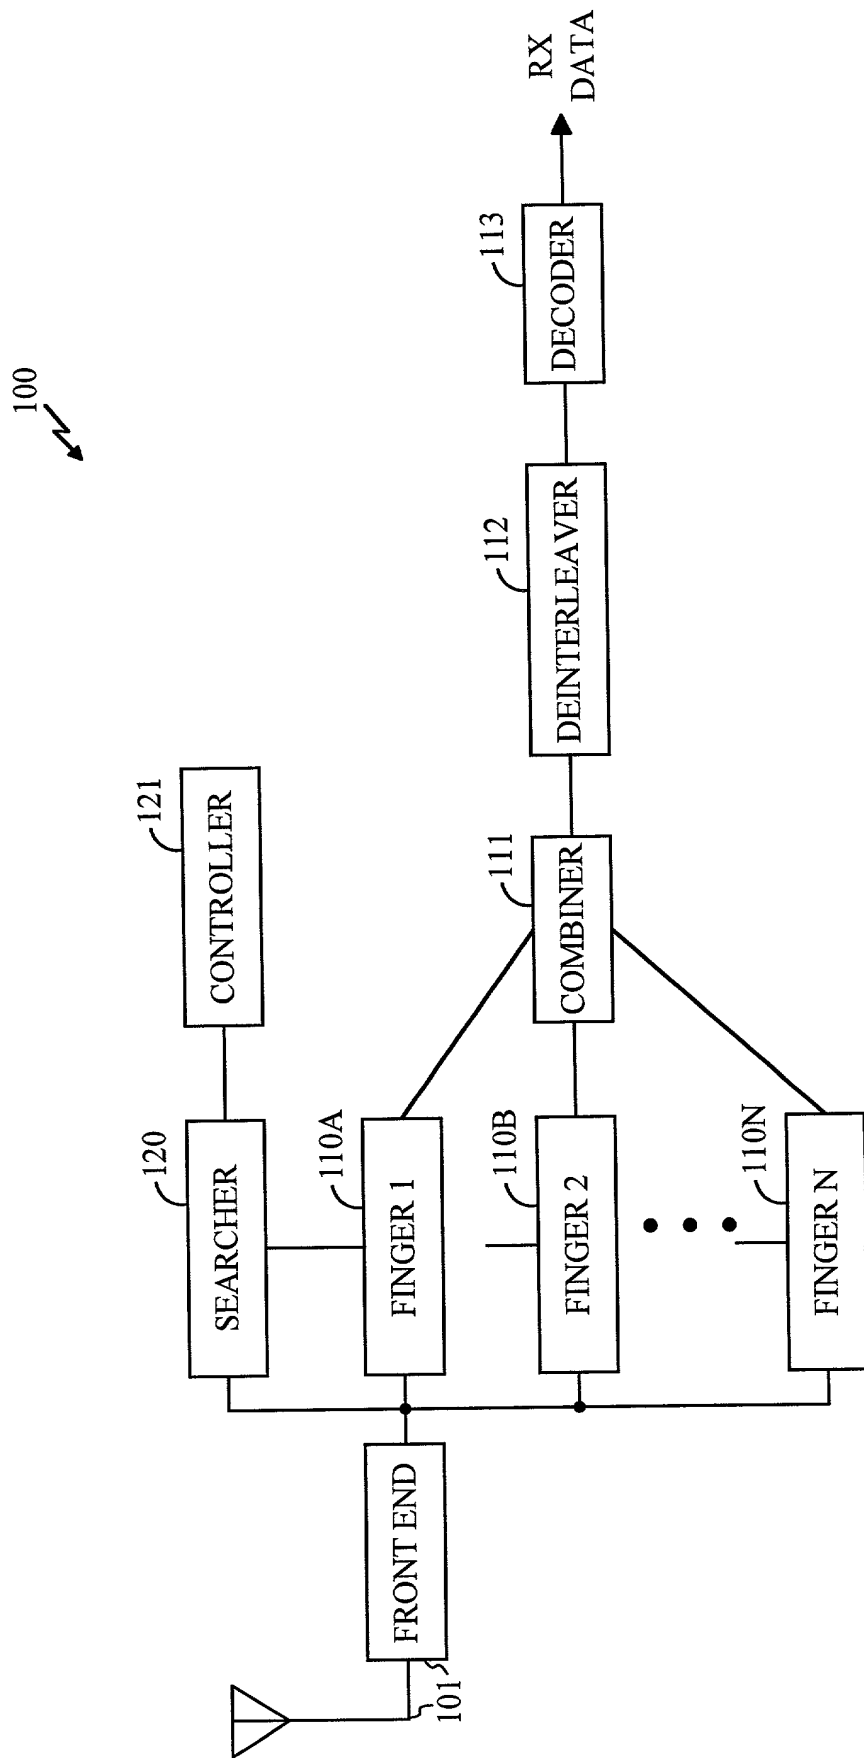 100
120
SEARCHER
121
CONTROLLER
101
FRONT END
110A
FINGER 1
110B
FINGER 2
110N
FINGER N
111
COMBINER
112
DEINTERLEAVER
113
DECODER
RX
DATA